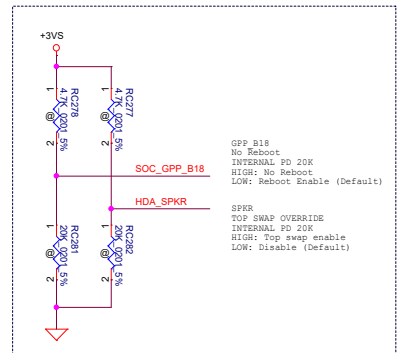 +3VS
1
1
RC278
4.7K_0201_5%
@
2
RC277
4.7K_0201_5%
@
2
SOC_GPP_B18
HDA_SPKR
GPP_B18
No Reboot
INTERNAL PD 20K
HIGH: No Reboot
LOW: Reboot Enable (Default)
SPKR
TOP SWAP OVERRIDE
INTERNAL PD 20K
HIGH: Top swap enable
LOW: Disable (Default)
1
1
RC281
20K_0201_5%
@
2
RC282
20K_0201_5%
@
2